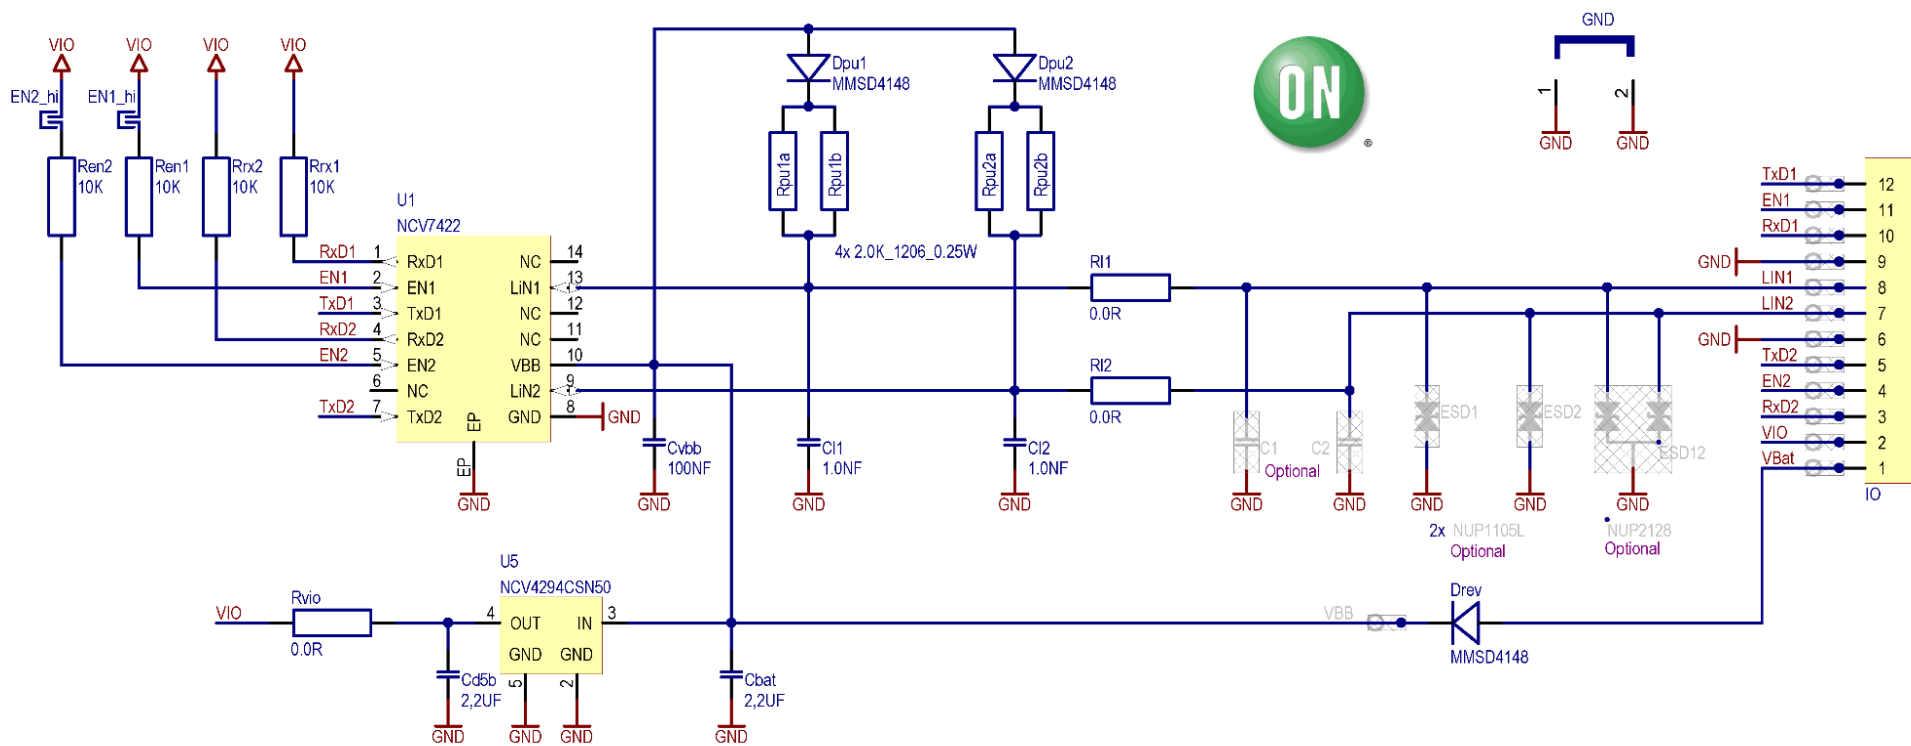 GND
VIO VIO VIO VIO
EN2_hi EN1_hi
Dpu1
MMSD4148
Dpu2
MMSD4148
ON
®
1 2
GND GND
Ren2
10K
Ren1
10K
Rrx2
10K
Rrx1
10K
Rpu1a Rpu1b Rpu2a Rpu2b
4x 2.0K_1206_0.25W
U1
NCV7422
RxD1 1 RxD1
EN1 2 EN1
TxD1 3 TxD1
RxD2 4 RxD2
EN2 5 EN2
6 NC
TxD2 7 TxD2
NC 14
LiN1 13
NC 12
NC 11
VBB 10
LiN2 9
GND 8 GND
EP
EP
GND
Cvbb
100NF
GND
Cl1
1.0NF
GND
Cl2
1.0NF
GND
Rl1
0.0R
Rl2
0.0R
C1 C2
Optional
GND GND
ESD1 ESD2
ESD12
GND GND GND
2x NUP1105L
Optional
NUP2128
Optional
TxD1 12
EN1 11
RxD1 10
GND 9
LIN1 8
LIN2 7
GND 6
TxD2 5
EN2 4
RxD2 3
VIO 2
VBat 1
IO
U5
NCV4294CSN50
VIO
Rvio
0.0R
4 OUT IN 3
GND GND
5 2
GND GND
Cd5b
2,2UF
GND
Cbat
2,2UF
GND
VBB
Drev
MMSD4148